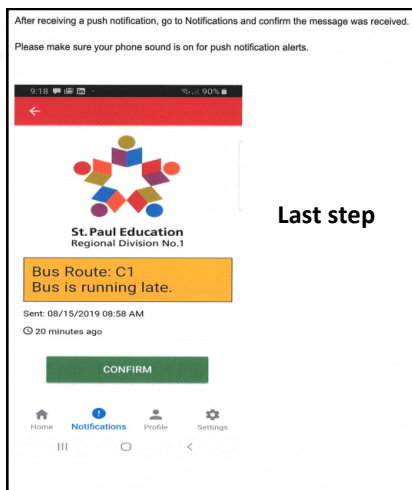 After receiving a push notification, go to Notifications and confirm the message was received.
Please make sure your phone sound is on for push notification alerts.
9:18
90%
St. Paul Education
Regional Division No.1
Last step
Bus Route: C1
Bus is running late.
Sent: 08/15/2019 08:58 AM
20 minutes ago
CONFIRM
Home Notifications Profile Settings